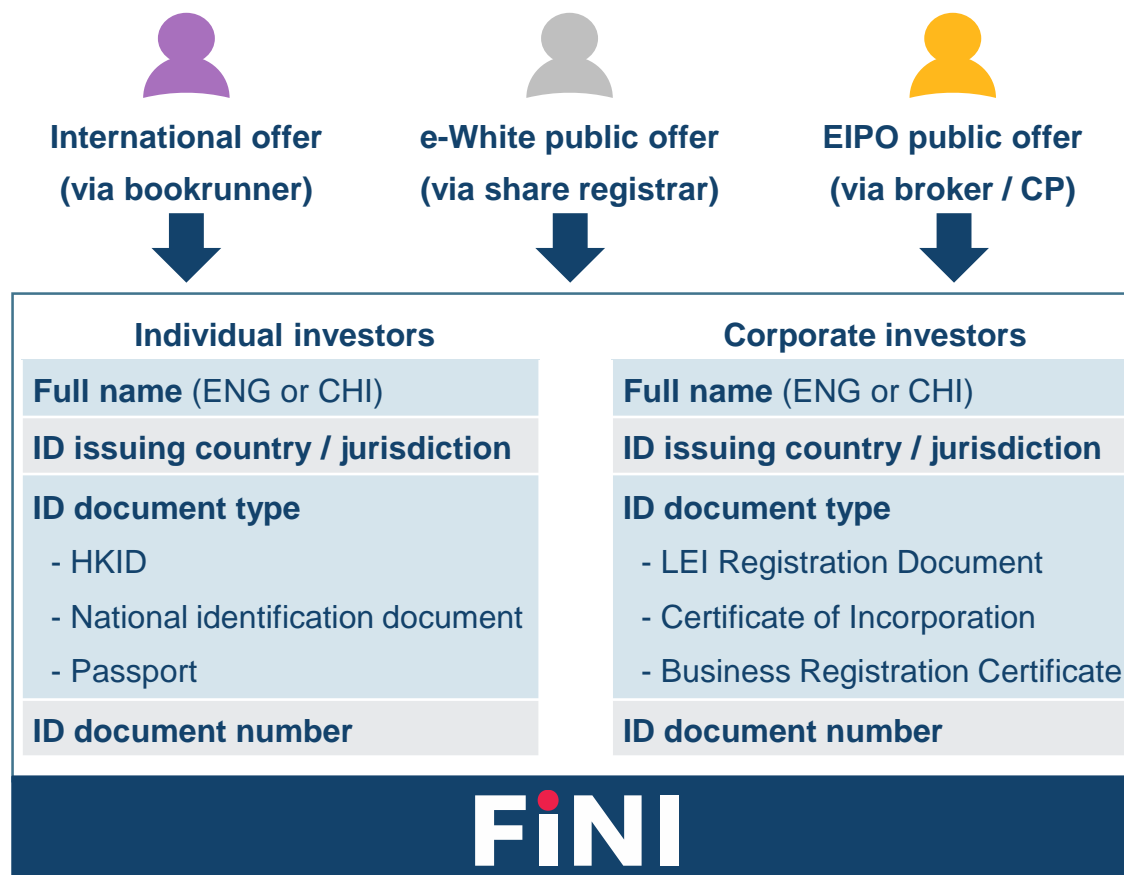 International offer
(via bookrunner)
e-White public offer
(via share registrar)
EIPO public offer
(via broker / CP)
Individual investors
Full name (ENG or CHI)
ID issuing country / jurisdiction
ID document type
- HKID
- National identification document
- Passport
ID document number
Corporate investors
Full name (ENG or CHI)
ID issuing country / jurisdiction
ID document type
- LEI Registration Document
- Certificate of Incorporation
- Business Registration Certificate
ID document number
FiNI